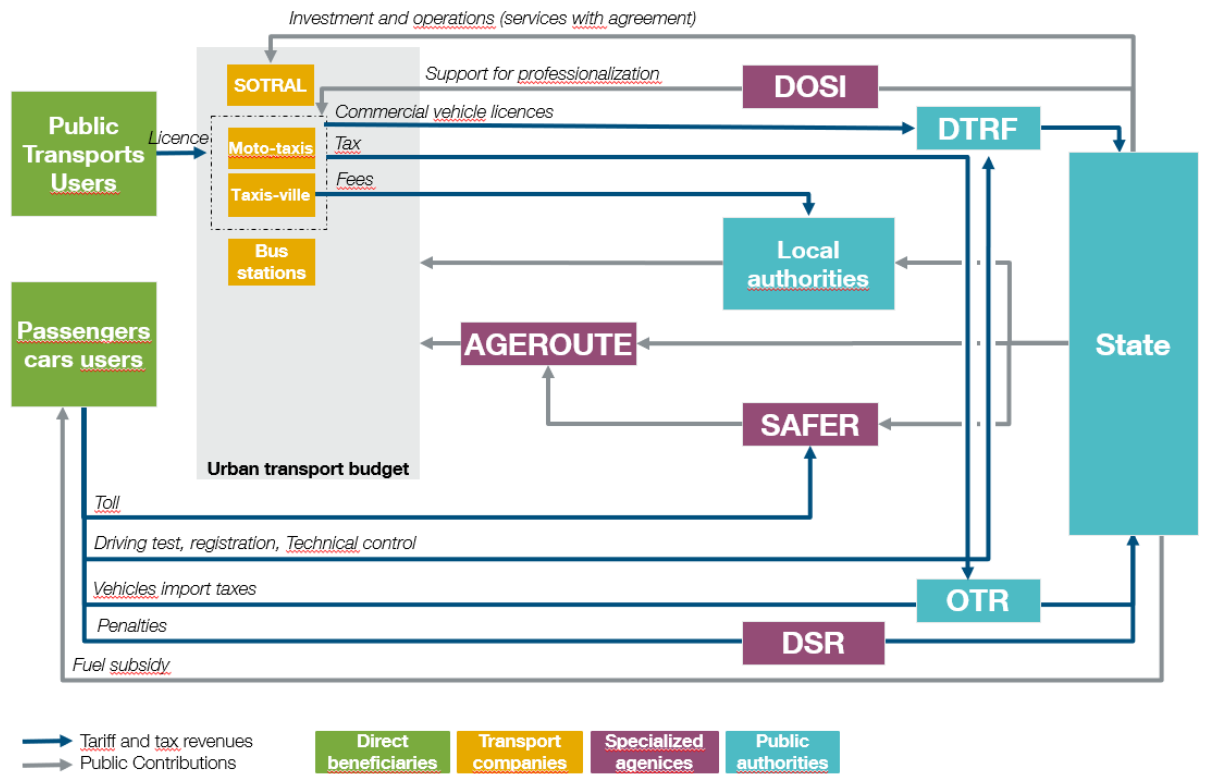 Investment and operations (services with agreement)
SOTRAL
Support for professionalization
DOSI
Public
Transports
Users
Licence
Commercial vehicle licences
DTRF
Moto-taxis
Tax
Taxis-ville
Fees
Bus
stations
Local
authorities
Passengers
cars users
AGEROUTE
State
SAFER
Urban transport budget
Toll
Driving test, registration, Technical control
Vehicles import taxes
OTR
Penalties
DSR
Fuel subsidy
Tariff and tax revenues
Public Contributions
Direct
beneficiaries
Transport
companies
Specialized
agenices
Public
authorities